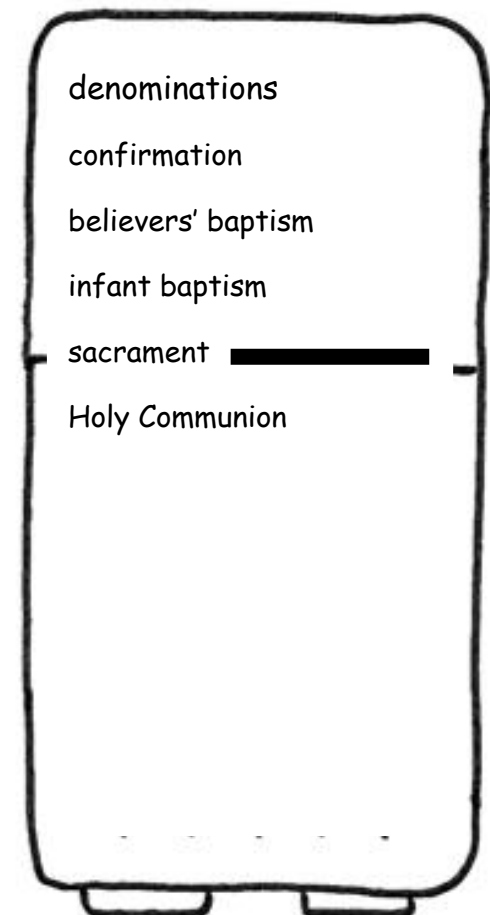 denominations
confirmation
believers’ baptism
infant baptism
sacrament
Holy Communion